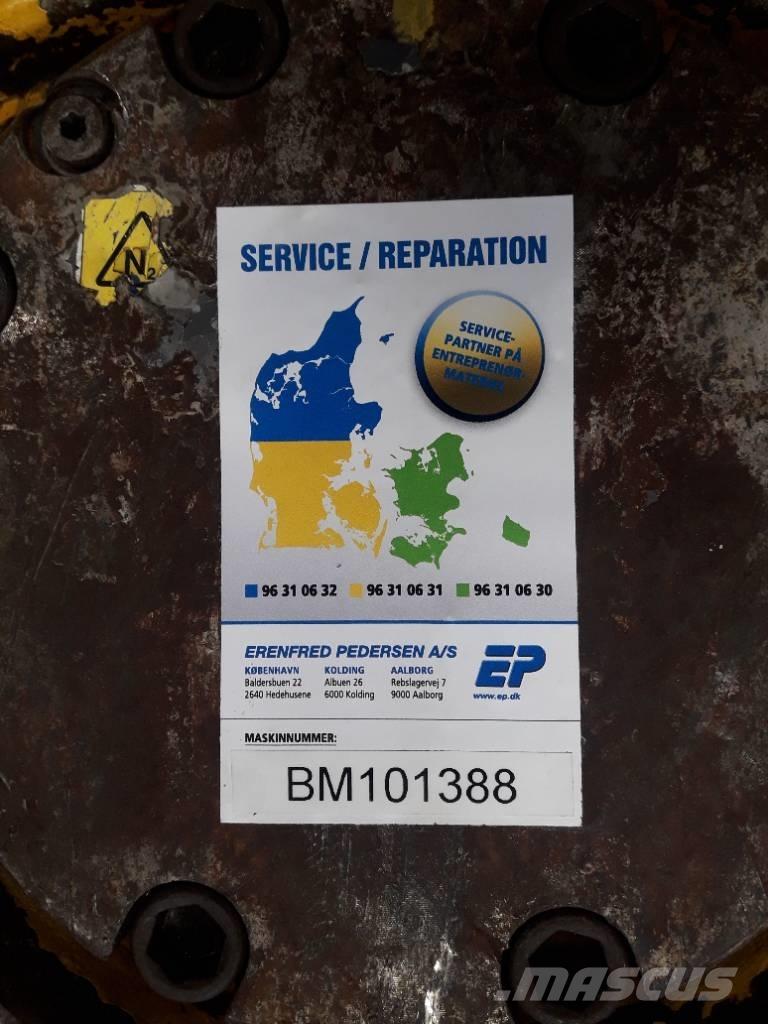 N2
SERVICE / REPARATION
SERVICE-
PARTNER PÅ
ENTREPRENØR-
MATERIEL
96 31 06 32 96 31 06 31 96 31 06 30
ERENFRED PEDERSEN A/S
KØBENHAVN
Baldersbuen 22
2640 Hedehusene
KOLDING
Albuen 26
6000 Kolding
AALBORG
Rebslagervej 7
9000 Aalborg
EP
www.ep.dk
MASKINNUMMER:
BM101388
MASCUS